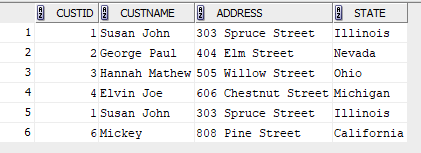 CUSTID CUSTNAME ADDRESS STATE
1 1 Susan John 303 Spruce Street Illinois
2 2 George Paul 404 Elm Street Nevada
3 3 Hannah Mathew 505 Willow Street Ohio
4 4 Elvin Joe 606 Chestnut Street Michigan
5 1 Susan John 303 Spruce Street Illinois
6 6 Mickey 808 Pine Street California